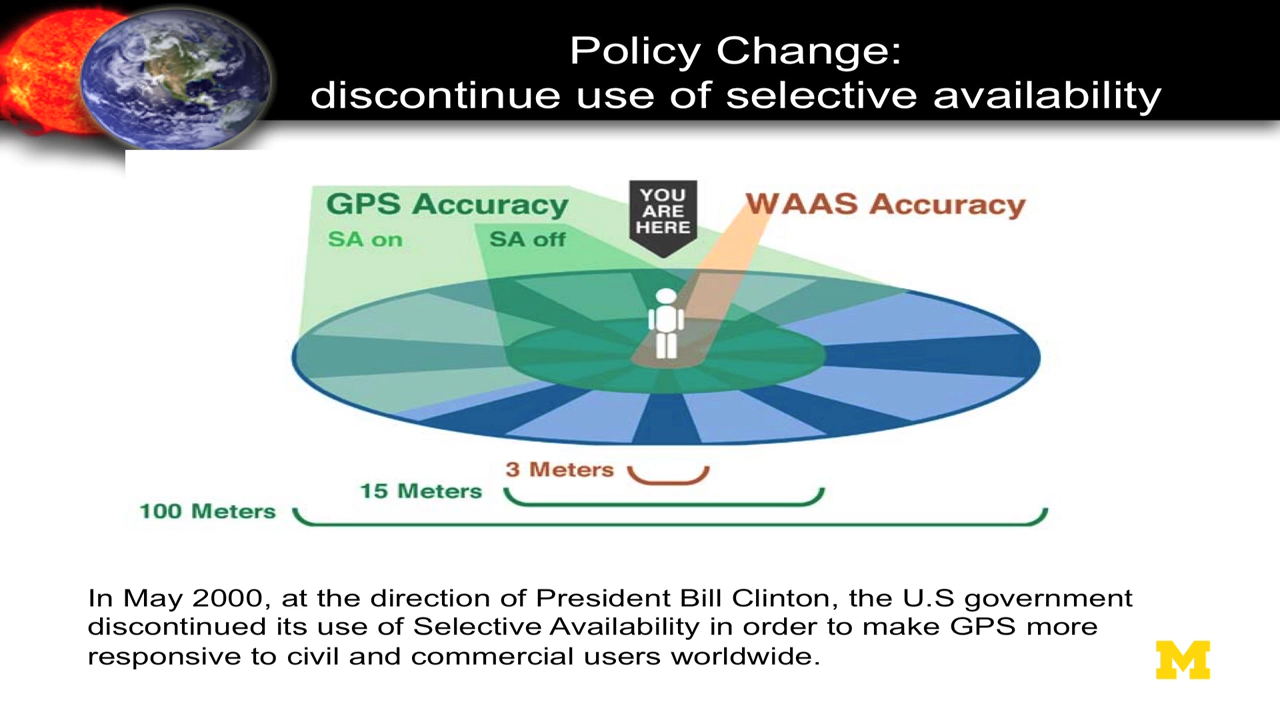 Policy Change:
discontinue use of selective availability
GPS Accuracy
SA on
SA off
YOU
ARE
HERE
WAAS Accuracy
3 Meters
15 Meters
100 Meters
In May 2000, at the direction of President Bill Clinton, the U.S government
discontinued its use of Selective Availability in order to make GPS more
responsive to civil and commercial users worldwide.
M